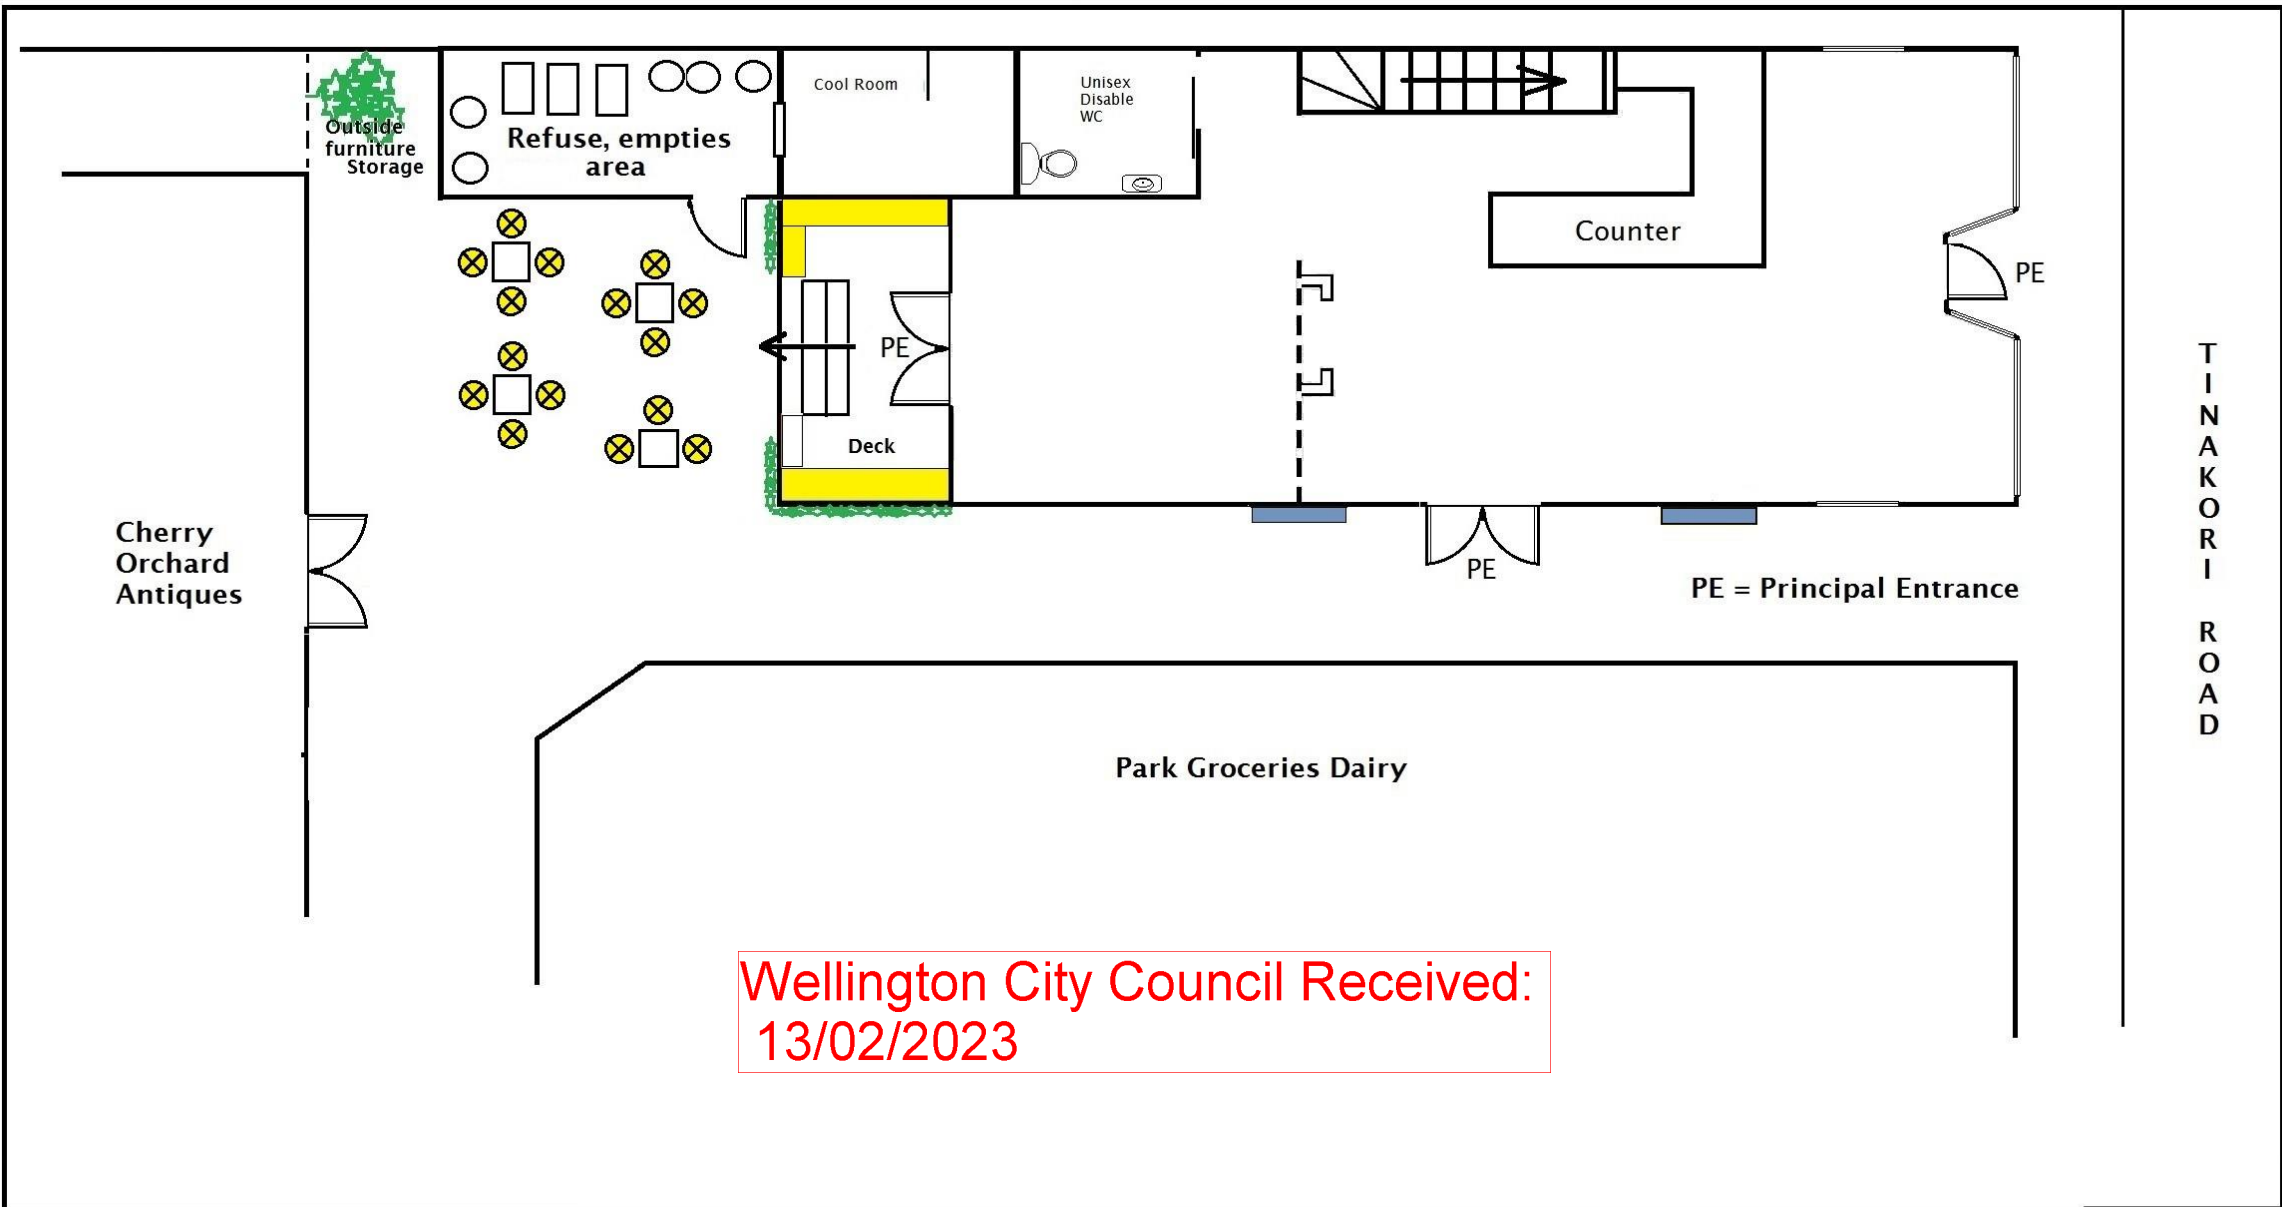 Cool Room
Unisex
Disable
WC
Outside
furniture
Storage
Refuse, empties
area
Counter
PE
PE
Deck
PE
PE = Principal Entrance
Cherry
Orchard
Antiques
TINAKORI ROAD
Park Groceries Dairy
Wellington City Council Received:
13/02/2023